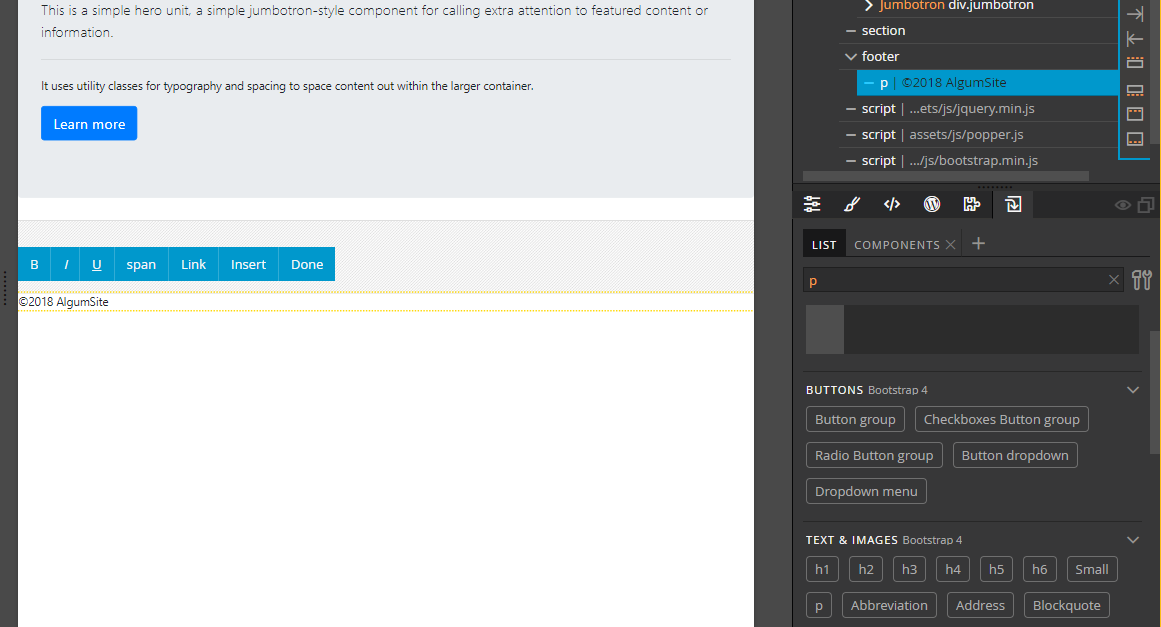 This is a simple hero unit, a simple jumbotron-style component for calling extra attention to featured content or
information.
It uses utility classes for typography and spacing to space content out within the larger container.
Learn more
B I U span Link Insert Done
©2018 AlgumSite
Jumbotron div.jumbotron
section
footer
p | ©2018 AlgumSite
script | ...ets/js/jquery.min.js
script | assets/js/popper.js
script | .../js/bootstrap.min.js
LIST COMPONENTS
p
BUTTONS Bootstrap 4
Button group Checkboxes Button group
Radio Button group Button dropdown
Dropdown menu
TEXT & IMAGES Bootstrap 4
h1 h2 h3 h4 h5 h6 Small
p Abbreviation Address Blockquote